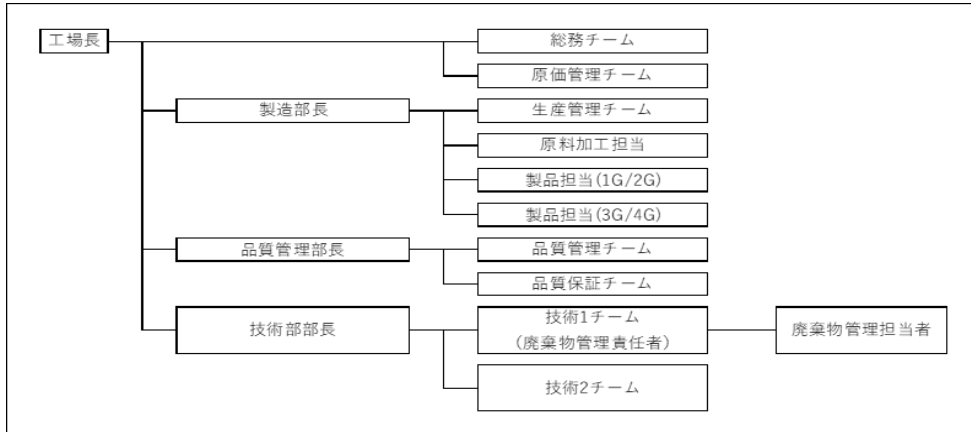 工場長
総務チーム
原価管理チーム
製造部長
生産管理チーム
原料加工担当
製品担当(1G/2G)
製品担当(3G/4G)
品質管理部長
品質管理チーム
品質保証チーム
技術部部長
技術1チーム
(廃棄物管理責任者)
廃棄物管理担当者
技術2チーム